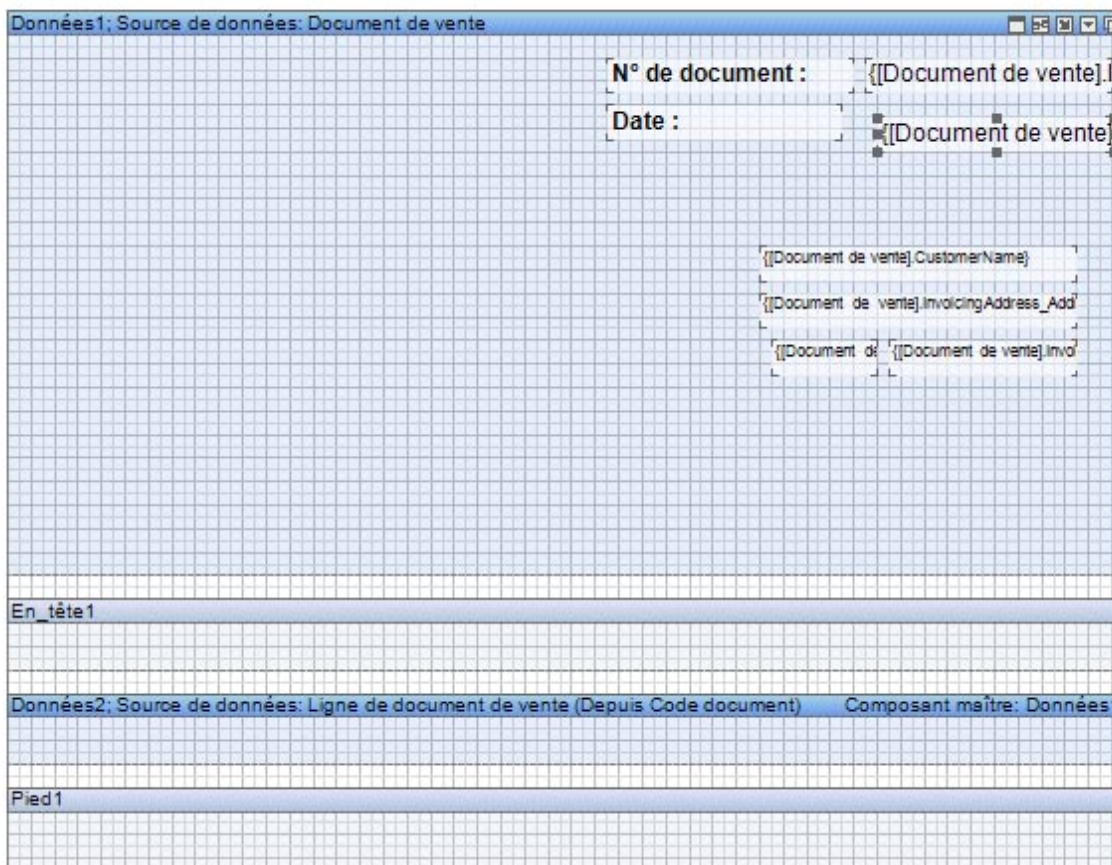 Données1; Source de données: Document de vente
N° de document : {[Document de vente].
Date : {[Document de vente]
{[Document de vente].CustomerName}
{[Document de vente].InvoicingAddress_Add
{[Document de {[Document de vente].Invo
En_tête1
Données2; Source de données: Ligne de document de vente (Depuis Code document) Composant maître: Données
Pied1